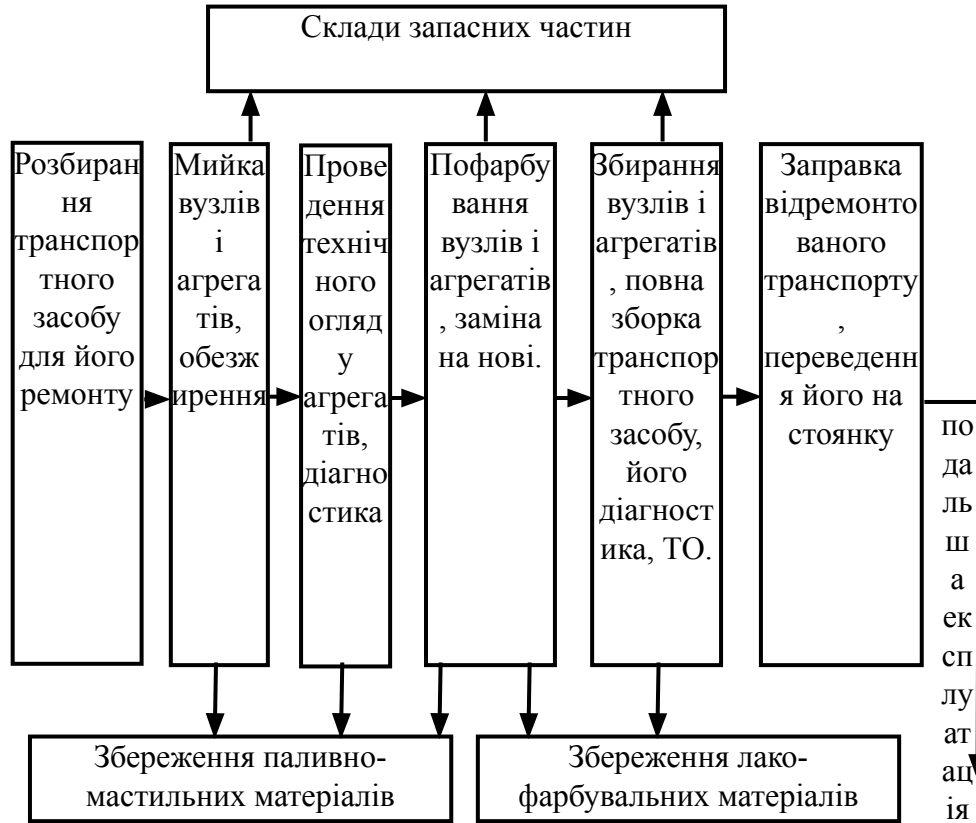 Склади запасних частин
Розбиран
ня
транспор
тного
засобу
для його
ремонту
Мийка
вузлів
і
агрега
тів,
обезж
ирення
Прове
дення
техніч
ного
огляд
у
агрега
тів,
діагно
стика
Пофарбу
вання
вузлів і
агрегатів
, заміна
на нові.
Збирання
вузлів і
агрегатів
, повна
зборка
транспор
тного
засобу,
його
діагност
ика, ТО.
Заправка
відремонто
ваного
транспорту
,
переведенн
я його на
стоянку
по
да
ль
ш
а
ек
сп
лу
ат
ац
ія
Збереження паливно-
мастильних матеріалів
Збереження лако-
фарбувальних матеріалів